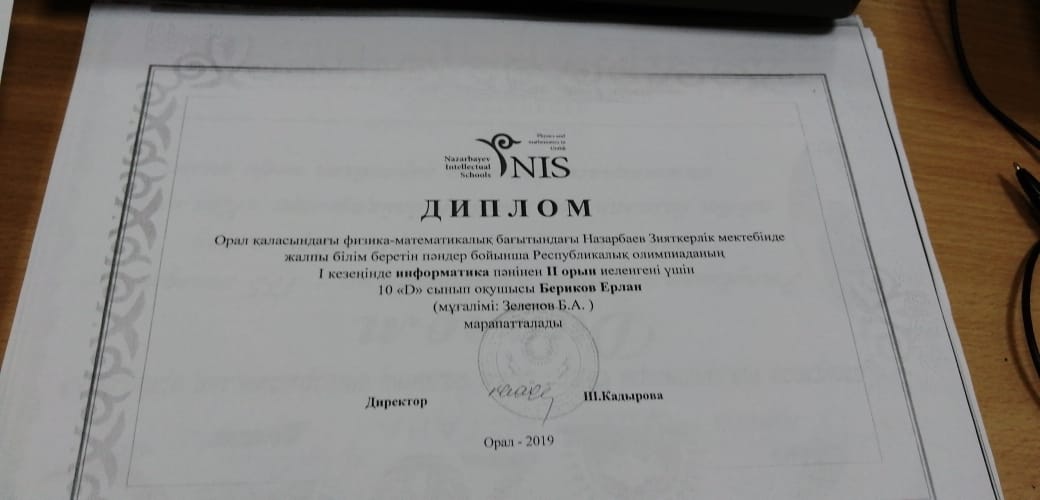 Physics and
mathematics in
Uralsk
Nazarbayev
Intellectual
Schools
NIS
ДИПЛОМ
Орал қаласындағы физика-математикалық бағытындағы Назарбаев Зияткерлік мектебінде
жалпы білім беретін пәндер бойынша Республикалық олимпиаданың
I кезеңінде информатика пәнінен II орын иеленгені үшін
10 «D» сынып оқушысы Бериков Ерлан
(мұғалімі: Зеленов Б.А. )
марапатталады
Директор
Ш.Кадырова
Орал - 2019